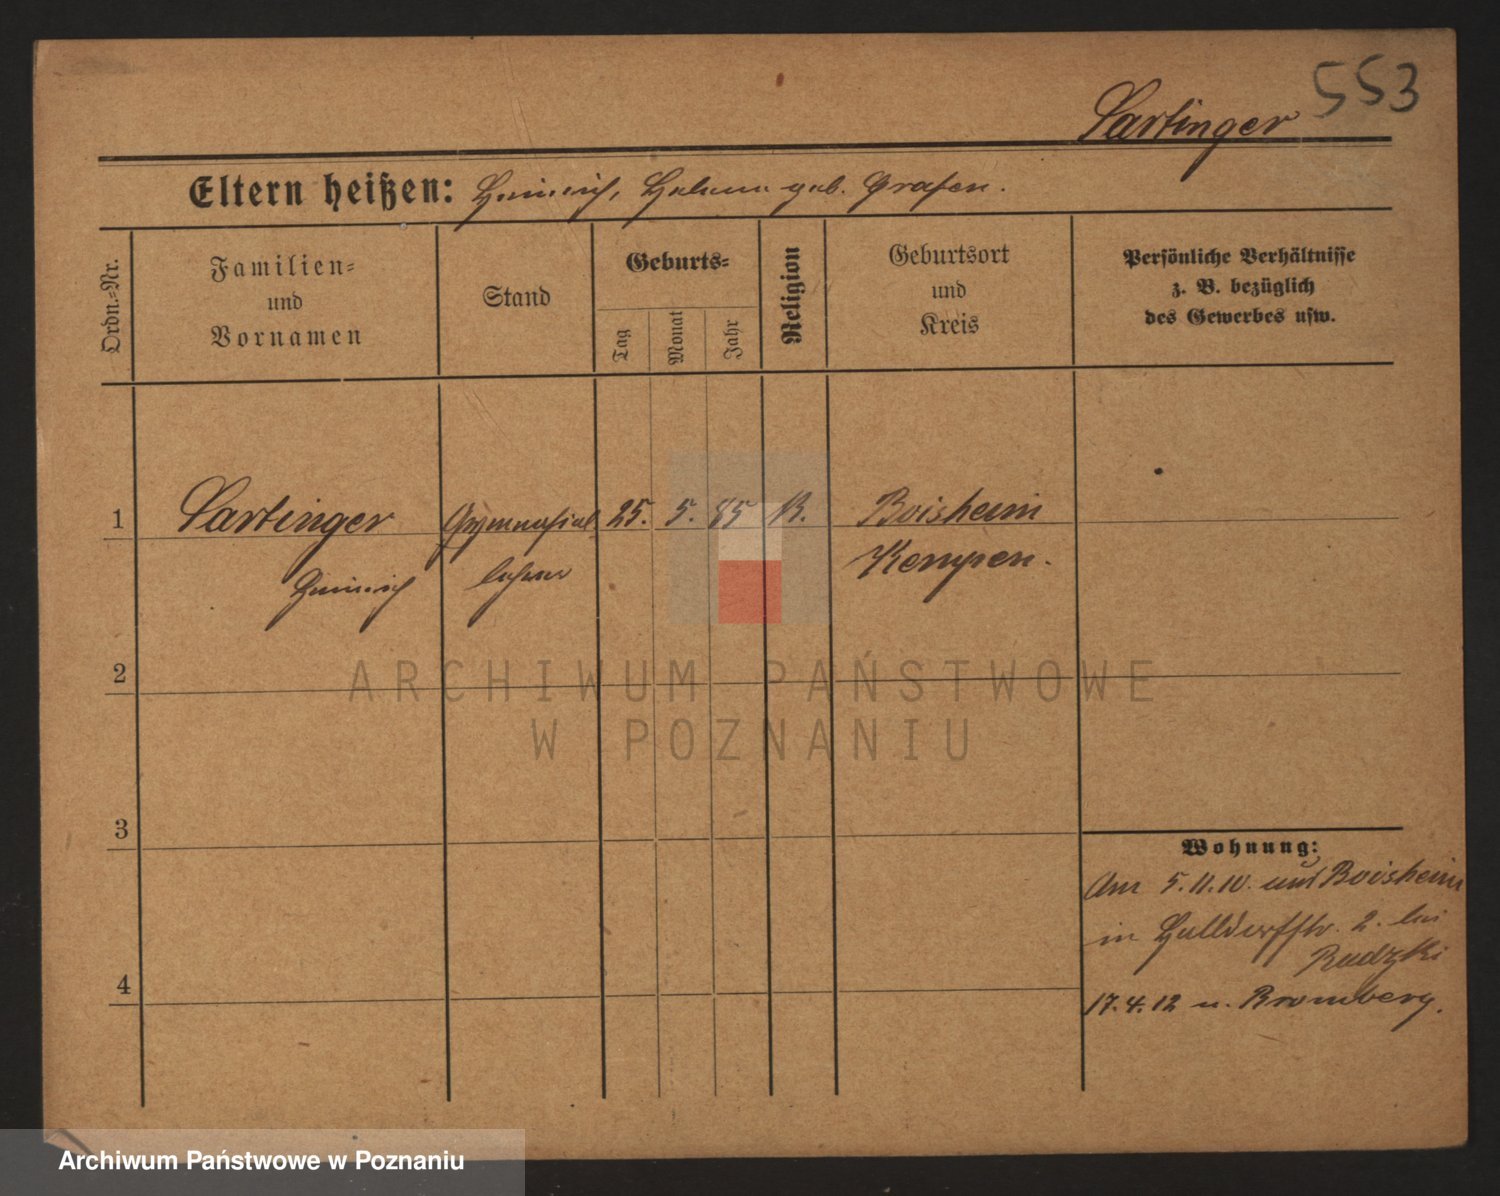 553
Sartinger
Eltern heißen: Heinrich, Helene geb. Grafen.
Ordn.-Nr.
Familien-
und
Vornamen
Stand
Geburts-
Tag
Monat
Jahr
Religion
Geburtsort
und
Kreis
Persönliche Verhältnisse
z. B. bezüglich
des Gewerbes usw.
1 Sartinger Gymnasial 25. 5. 85 K. Boisheim
Heinrich lehrer Kempen.
2
3
4
Wohnung:
Am 5.11.10. aus Boisheim
in 2. bei
Radzki
17.4.12 n. Bromberg.
ARCHIWUM PAŃSTWOWE
W POZNANIU
Archiwum Państwowe w Poznaniu